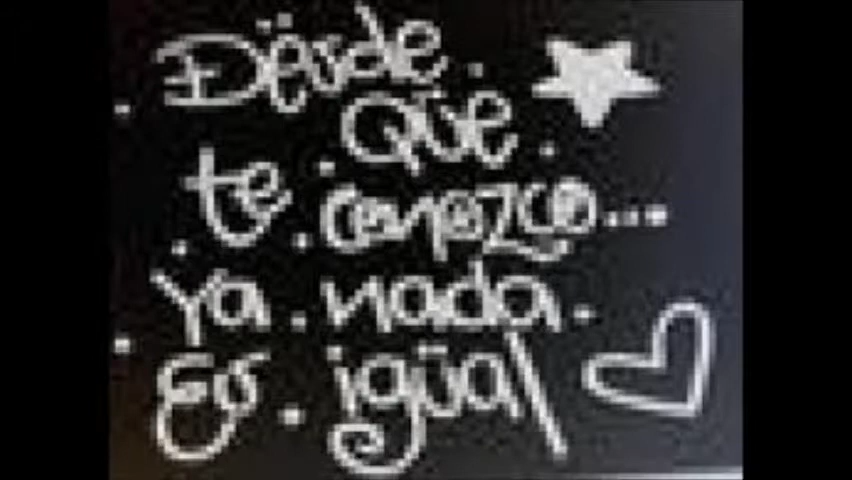 Desde
Que
te conozco...
Ya nada
Es igual